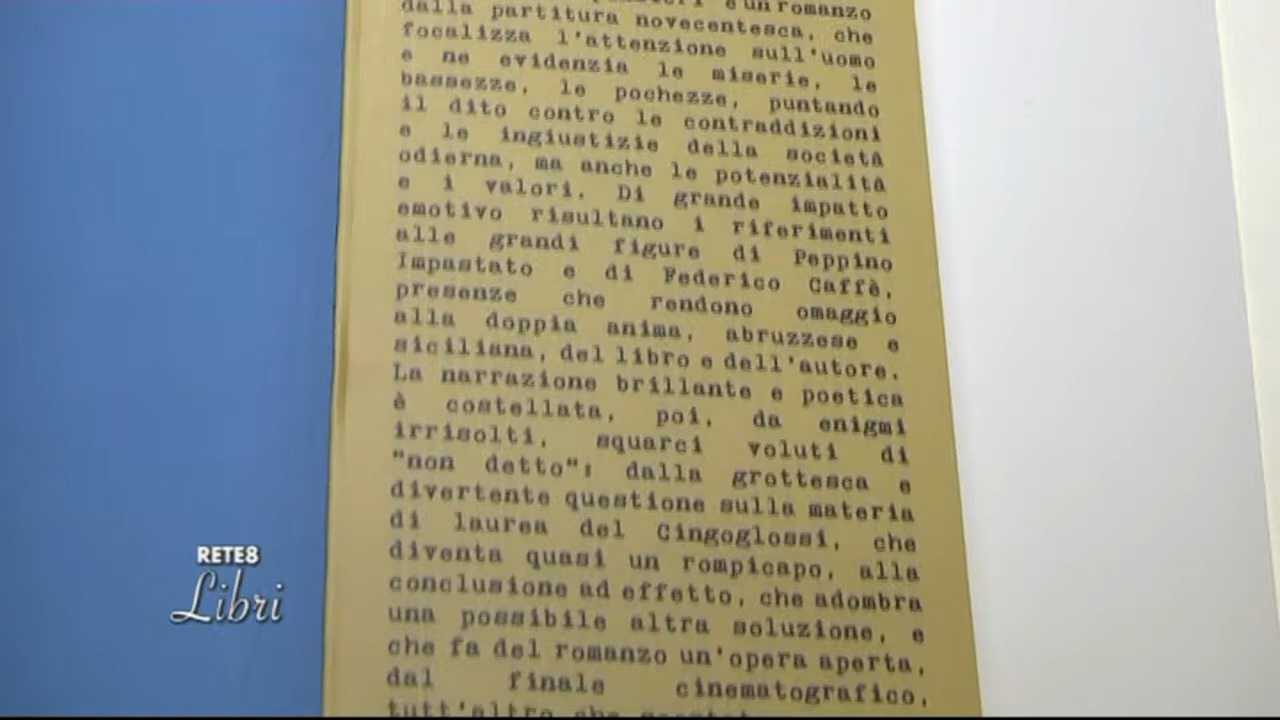 è un romanzo
dalla partitura novecentesca, che
focalizza l'attenzione sull'uomo
e ne evidenzia le miserie, le
bassezze, le pochezze, puntando
il dito contro le contraddizioni
e le ingiustizie della società
odierna, ma anche le potenzialità
e i valori. Di grande impatto
emotivo risultano i riferimenti
alle grandi figure di Peppino
Impastato e di Federico Caffè,
presenze che rendono omaggio
alla doppia anima, abruzzese e
siciliana, del libro e dell'autore.
La narrazione brillante e poetica
è costellata, poi, da enigmi
irrisolti, squarci voluti di
"non detto": dalla grottesca e
divertente questione sulla materia
di laurea del Cingoglossi, che
diventa quasi un rompicapo, alla
conclusione ad effetto, che adombra
una possibile altra soluzione, e
che fa del romanzo un'opera aperta,
dal finale cinematografico,
tutt'altro che
RETE8
Libri